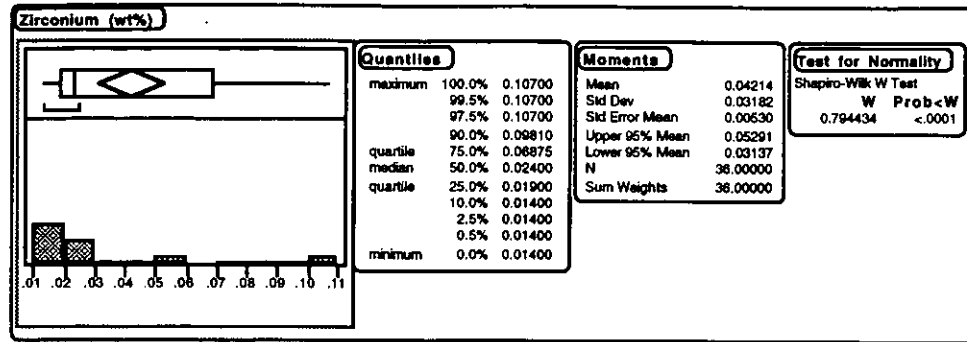 Zirconium (wt%)
Quantiles
maximum 100.0% 0.10700
99.5% 0.10700
97.5% 0.10700
90.0% 0.09810
quartile 75.0% 0.06875
median 50.0% 0.02400
quartile 25.0% 0.01900
10.0% 0.01400
2.5% 0.01400
0.5% 0.01400
minimum 0.0% 0.01400
Moments
Mean 0.04214
Std Dev 0.03182
Std Error Mean 0.00530
Upper 95% Mean 0.05291
Lower 95% Mean 0.03137
N 36.00000
Sum Weights 36.00000
Test for Normality
Shapiro-Wilk W Test
W Prob<W
0.794434 <.0001
.01 .02 .03 .04 .05 .06 .07 .08 .09 .10 .11